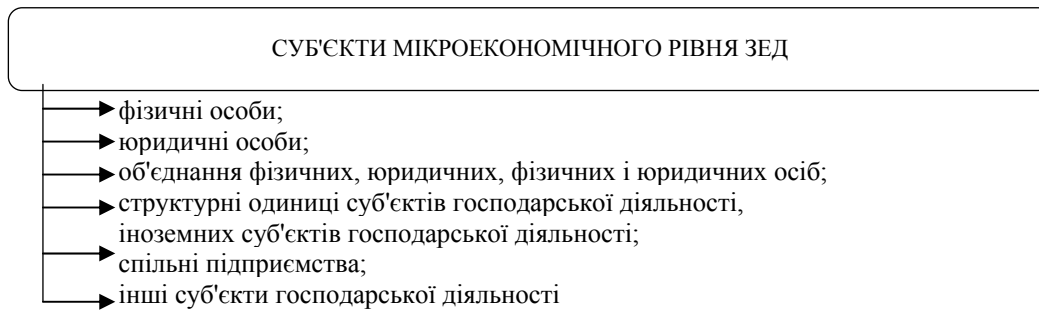 СУБ'ЄКТИ МІКРОЕКОНОМІЧНОГО РІВНЯ ЗЕД
фізичні особи;
юридичні особи;
об'єднання фізичних, юридичних, фізичних і юридичних осіб;
структурні одиниці суб'єктів господарської діяльності,
іноземних суб'єктів господарської діяльності;
спільні підприємства;
інші суб'єкти господарської діяльності